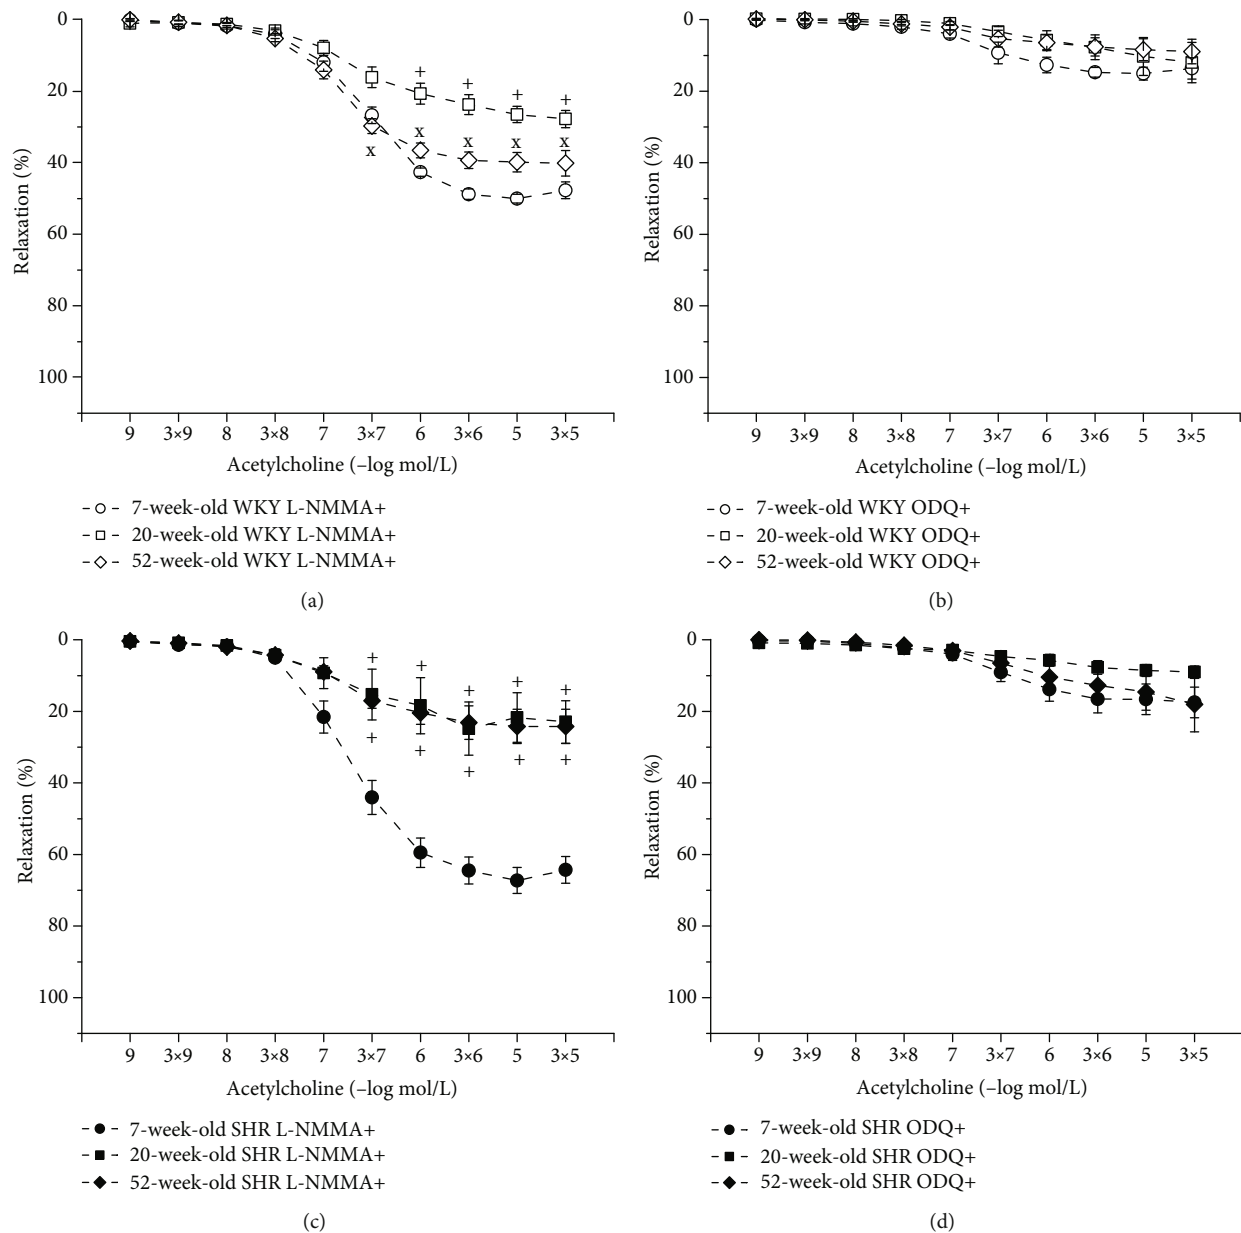 0
20
40
60
80
100
Relaxation (%)
+ + + +
x x x x x
9 3×9 8 3×8 7 3×7 6 3×6 5 3×5
Acetylcholine (–log mol/L)
7-week-old WKY L-NMMA+
20-week-old WKY L-NMMA+
52-week-old WKY L-NMMA+
(a)
0
20
40
60
80
100
Relaxation (%)
9 3×9 8 3×8 7 3×7 6 3×6 5 3×5
Acetylcholine (–log mol/L)
7-week-old WKY ODQ+
20-week-old WKY ODQ+
52-week-old WKY ODQ+
(b)
0
20
40
60
80
100
Relaxation (%)
+ + + + +
+ + + + +
9 3×9 8 3×8 7 3×7 6 3×6 5 3×5
Acetylcholine (–log mol/L)
7-week-old SHR L-NMMA+
20-week-old SHR L-NMMA+
52-week-old SHR L-NMMA+
(c)
0
20
40
60
80
100
Relaxation (%)
9 3×9 8 3×8 7 3×7 6 3×6 5 3×5
Acetylcholine (–log mol/L)
7-week-old SHR ODQ+
20-week-old SHR ODQ+
52-week-old SHR ODQ+
(d)